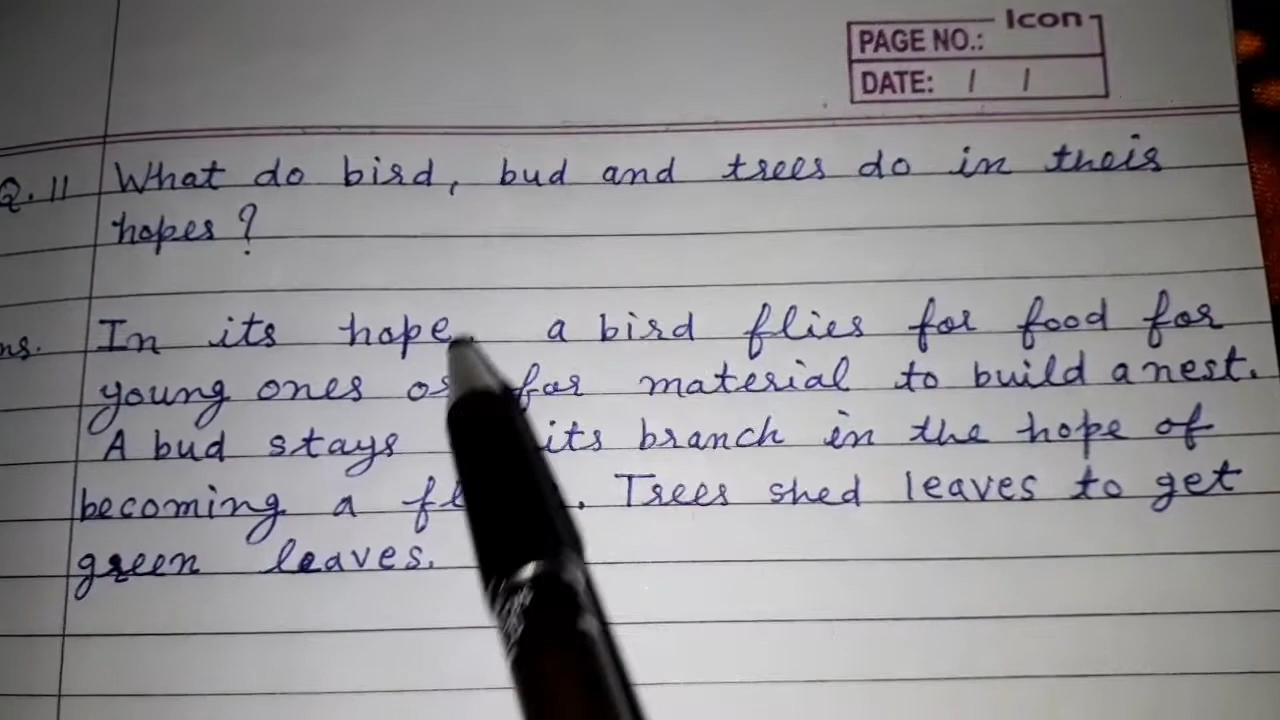 Icon
PAGE NO.:
DATE: / /
Q.11 What do bird, bud and trees do in their
hopes?
ns. In its hope, a bird flies for food for
young ones or for material to build a nest.
A bud stays its branch in the hope of
becoming a . Trees shed leaves to get
green leaves.